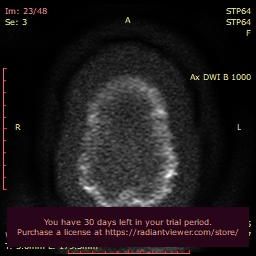 Im: 23/48
Se: 3
A
STP64
STP64
F
Ax DWI B 1000
R
L
You have 30 days left in your trial period.
Purchase a license at https://radiantviewer.com/store/